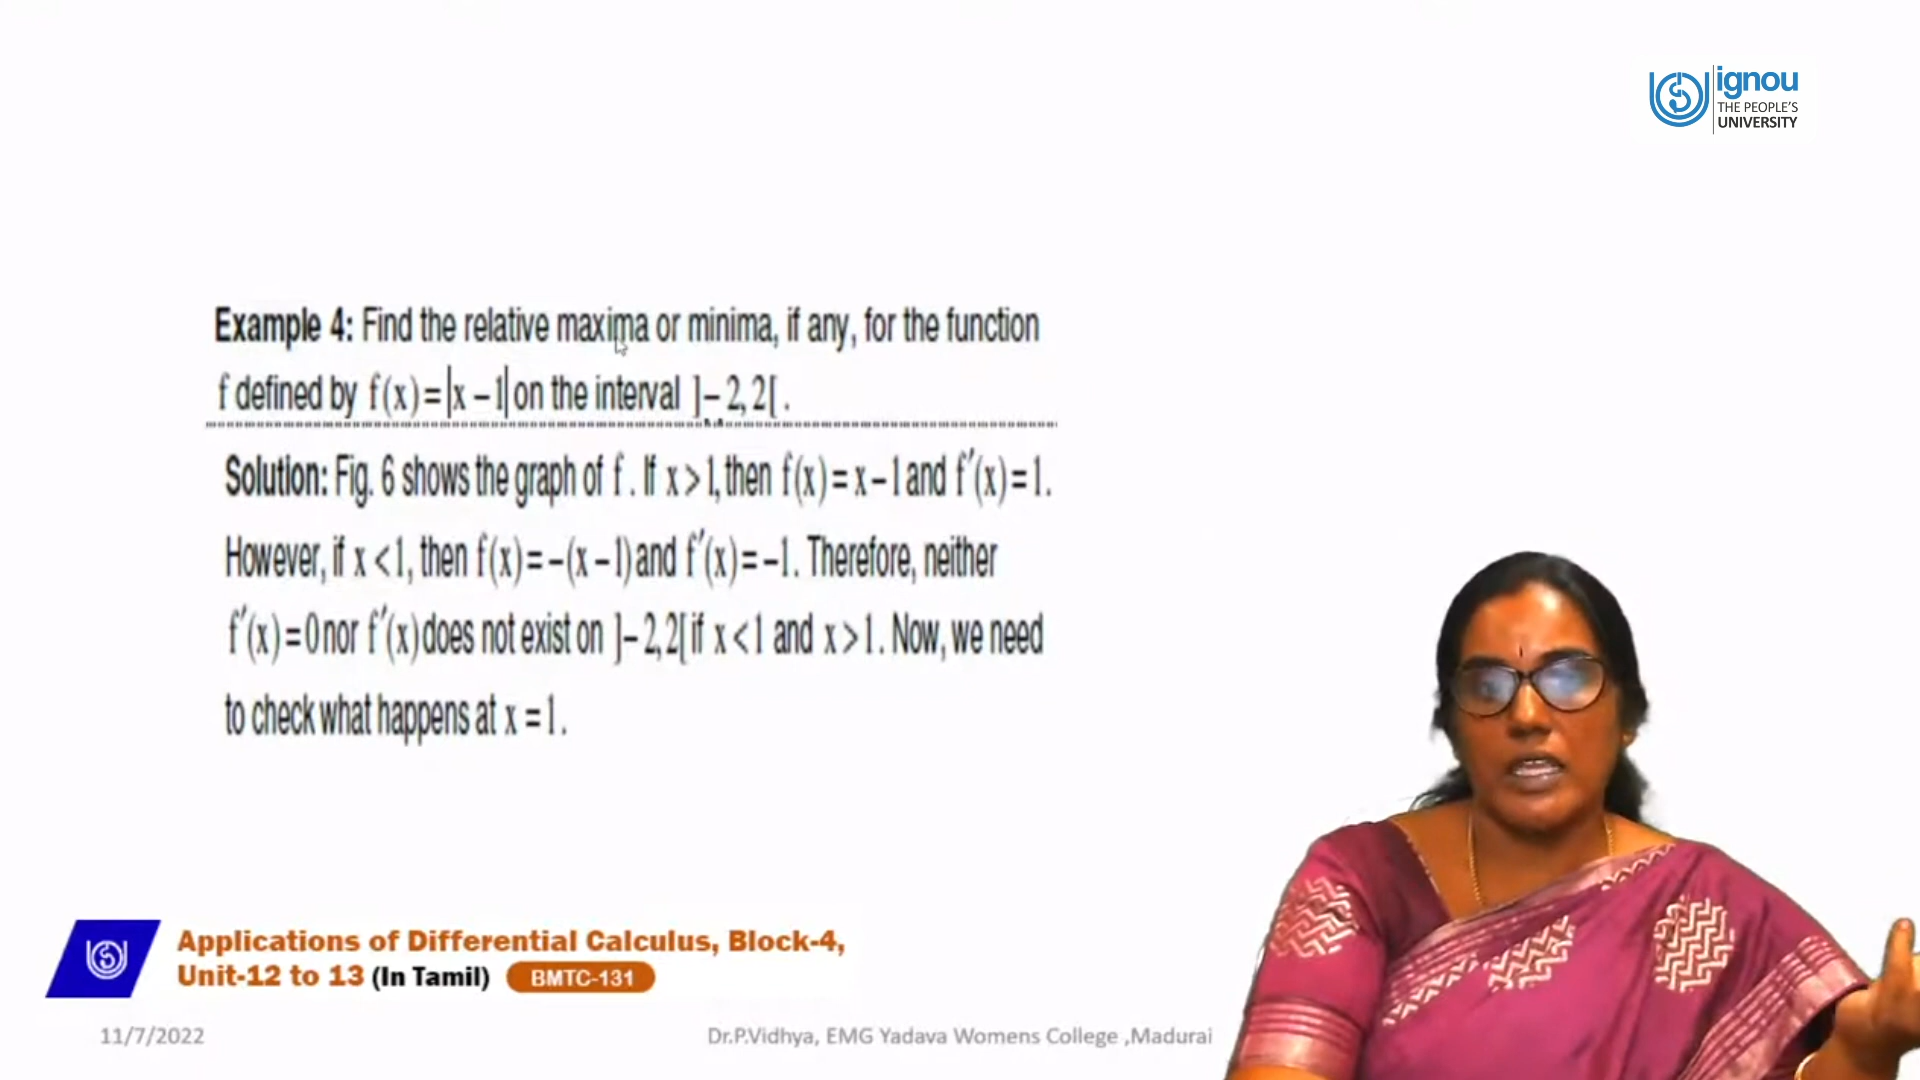 ignou
THE PEOPLE'S
UNIVERSITY
Example 4: Find the relative maxima or minima, if any, for the function
f defined by f(x)=|x−1| on the interval ]−2,2[.
Solution: Fig. 6 shows the graph of f. If x>1, then f(x)=x−1 and f′(x)=1.
However, if x<1, then f(x)=−(x−1) and f′(x)=−1. Therefore, neither
f′(x)=0 nor f′(x) does not exist on ]−2,2[ if x<1 and x>1. Now, we need
to check what happens at x=1.
Applications of Differential Calculus, Block-4,
Unit-12 to 13 (In Tamil) BMTC-131
11/7/2022 Dr.P.Vidhya, EMG Yadava Womens College ,Madurai